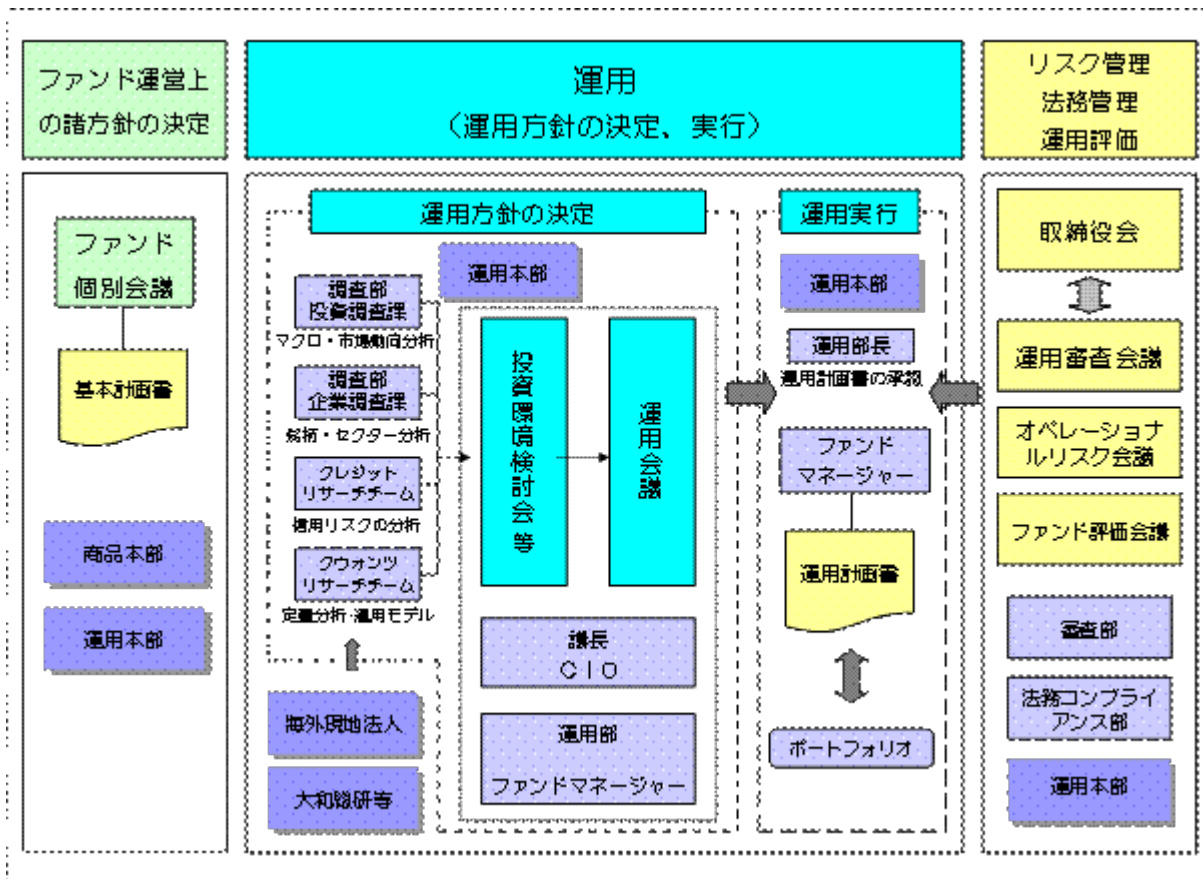 ファンド運営上
の諸方針の決定
ファンド
個別会議
基本計画書
商品本部
運用本部
運用
（運用方針の決定、実行）
運用方針の決定
運用本部
調査部
投資調査課
マクロ・市場動向分析
調査部
企業調査課
銘柄・セクター分析
クレジット
リサーチチーム
信用リスクの分析
クウォンツ
リサーチチーム
定量分析・運用モデル
海外現地法人
大和総研等
投資環境検討会等
運用会議
議長
ＣＩＯ
運用部
ファンドマネージャー
運用実行
運用本部
運用部長
運用計画書の承認
ファンド
マネージャー
運用計画書
ポートフォリオ
リスク管理
法務管理
運用評価
取締役会
運用審査会議
オペレーショナ
ルリスク会議
ファンド評価会議
審査部
法務コンプライ
アンス部
運用本部